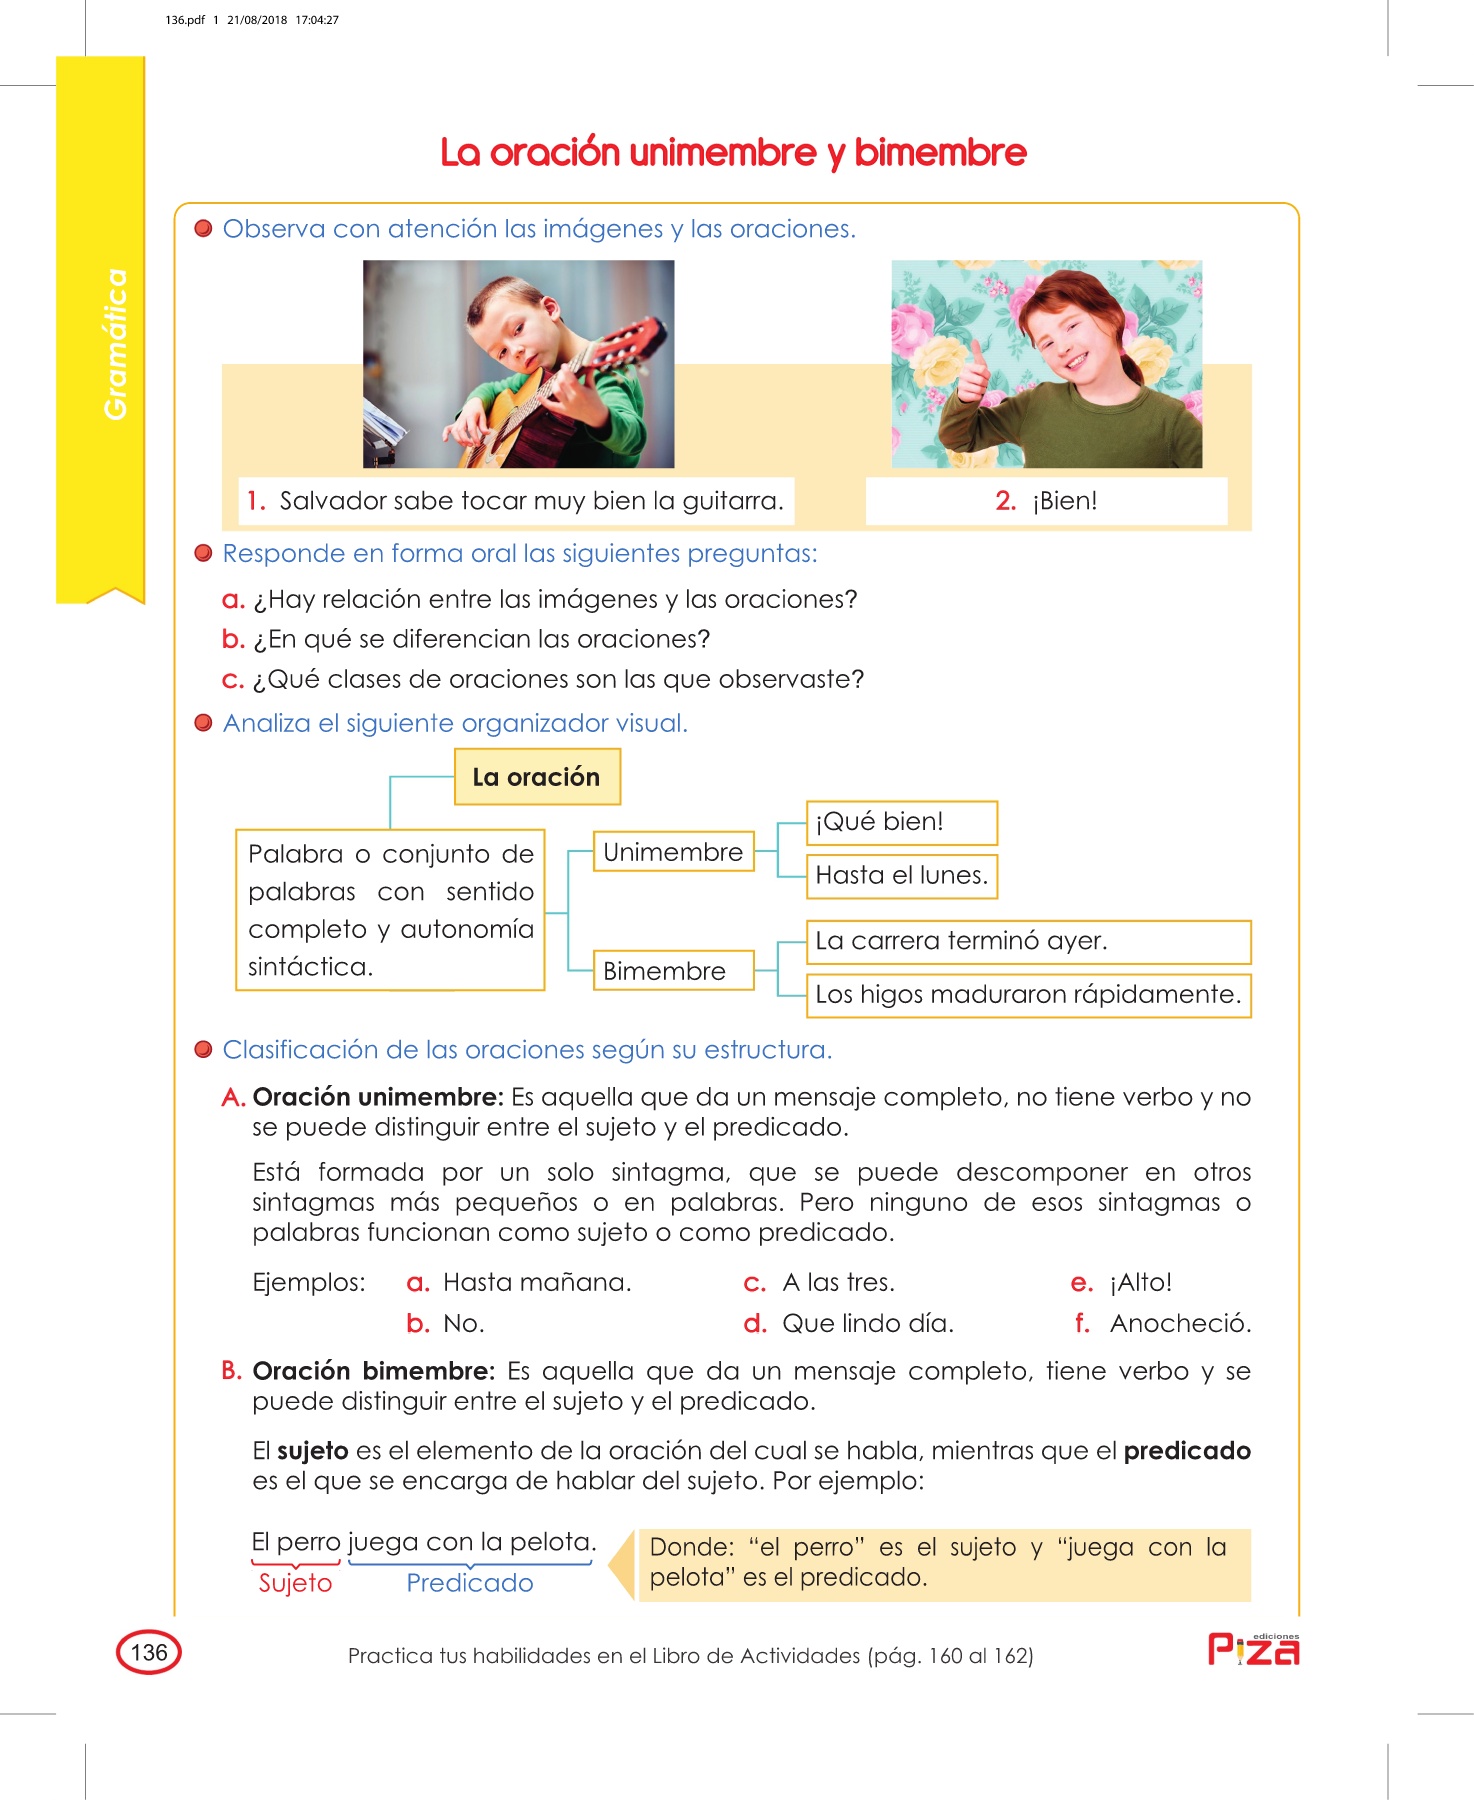 136.pdf 1 21/08/2018 17:04:27
Gramática
La oración unimembre y bimembre
Observa con atención las imágenes y las oraciones.
1. Salvador sabe tocar muy bien la guitarra.
2. ¡Bien!
Responde en forma oral las siguientes preguntas:
a. ¿Hay relación entre las imágenes y las oraciones?
b. ¿En qué se diferencian las oraciones?
c. ¿Qué clases de oraciones son las que observaste?
Analiza el siguiente organizador visual.
La oración
Palabra o conjunto de
palabras con sentido
completo y autonomía
sintáctica.
Unimembre
¡Qué bien!
Hasta el lunes.
Bimembre
La carrera terminó ayer.
Los higos maduraron rápidamente.
Clasificación de las oraciones según su estructura.
A. Oración unimembre: Es aquella que da un mensaje completo, no tiene verbo y no
se puede distinguir entre el sujeto y el predicado.
Está formada por un solo sintagma, que se puede descomponer en otros
sintagmas más pequeños o en palabras. Pero ninguno de esos sintagmas o
palabras funcionan como sujeto o como predicado.
Ejemplos: a. Hasta mañana. c. A las tres. e. ¡Alto!
b. No. d. Que lindo día. f. Anocheció.
B. Oración bimembre: Es aquella que da un mensaje completo, tiene verbo y se
puede distinguir entre el sujeto y el predicado.
El sujeto es el elemento de la oración del cual se habla, mientras que el predicado
es el que se encarga de hablar del sujeto. Por ejemplo:
El perro juega con la pelota.
Sujeto Predicado
Donde: “el perro” es el sujeto y “juega con la
pelota” es el predicado.
136
Practica tus habilidades en el Libro de Actividades (pág. 160 al 162)
ediciones
Piza